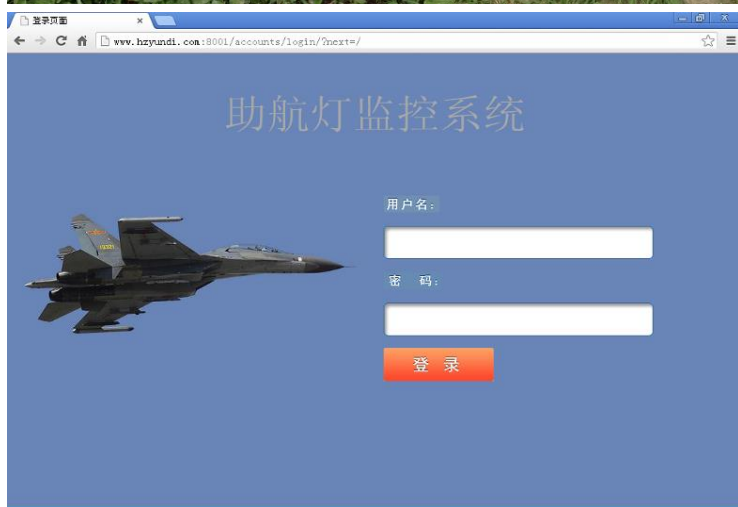 登录页面
www.hzyundi.com:8001/accounts/login/?next=/
助航灯监控系统
用户名:
密 码:
登 录